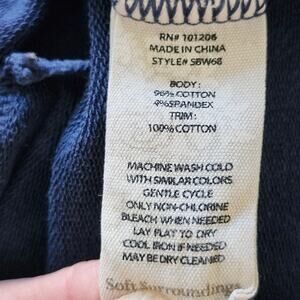 RN# 101206
MADE IN CHINA
STYLE# SBW68
BODY:
96% COTTON
4%SPANDEX
TRIM:
100% COTTON
MACHINE WASH COLD
WITH SIMILAR COLORS
GENTLE CYCLE
ONLY NON-CHLORINE
BLEACH WHEN NEEDED
LAY FLAT TO DRY
COOL IRON IF NEEDED
MAY BE DRY CLEANED
Soft Surroundings